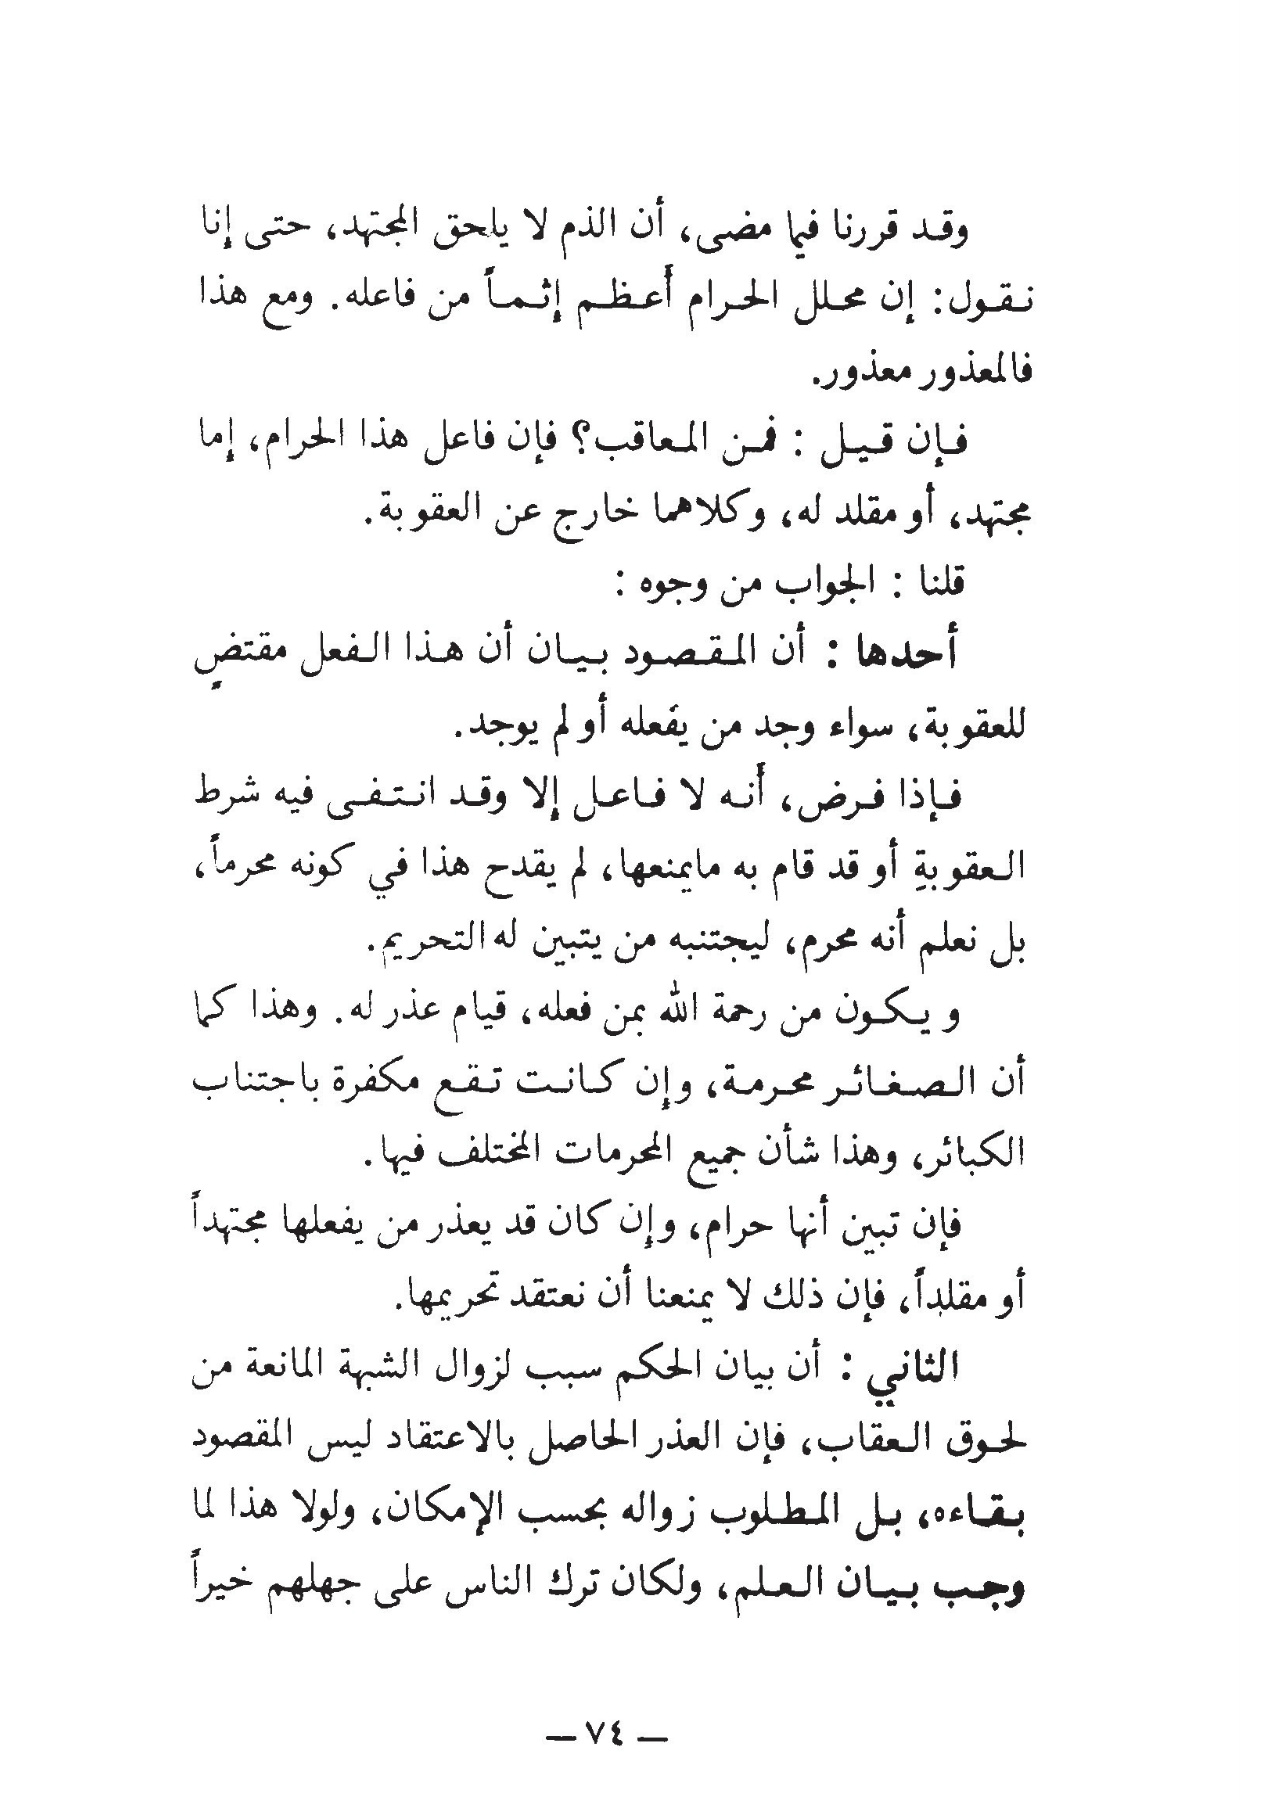 وقد قررنا فيما مضى، أن الذم لا يلحق المجتهد، حتى إنا
نقول: إن محلل الحرام أعظم إثماً من فاعله. ومع هذا
فالمعذور معذور.
فإن قيل : فمن المعاقب؟ فإن فاعل هذا الحرام، إما
مجتهد، أو مقلد له، وكلاهما خارج عن العقوبة.
قلنا : الجواب من وجوه :
أحدها : أن المقصود بيان أن هذا الفعل مقتضٍ
للعقوبة، سواء وجد من يفعله أو لم يوجد.
فإذا فرض، أنه لا فاعل إلا وقد انتفى فيه شرط
العقوبةِ أو قد قام به مايمنعها، لم يقدح هذا في كونه محرماً،
بل نعلم أنه محرم، ليجتنبه من يتبين له التحريم.
ويكون من رحمة الله بمن فعله، قيام عذر له. وهذا كما
أن الصغائر محرمة، وإن كانت تقع مكفرة باجتناب
الكبائر، وهذا شأن جميع المحرمات المختلف فيها.
فإن تبين أنها حرام، وإن كان قد يعذر من يفعلها مجتهداً
أو مقلداً، فإن ذلك لا يمنعنا أن نعتقد تحريمها.
الثاني : أن بيان الحكم سبب لزوال الشبهة المانعة من
لحوق العقاب، فإن العذر الحاصل بالاعتقاد ليس المقصود
بقاءه، بل المطلوب زواله بحسب الإمكان، ولولا هذا لما
وجب بيان العلم، ولكان ترك الناس على جهلهم خيراً
— ٧٤ —